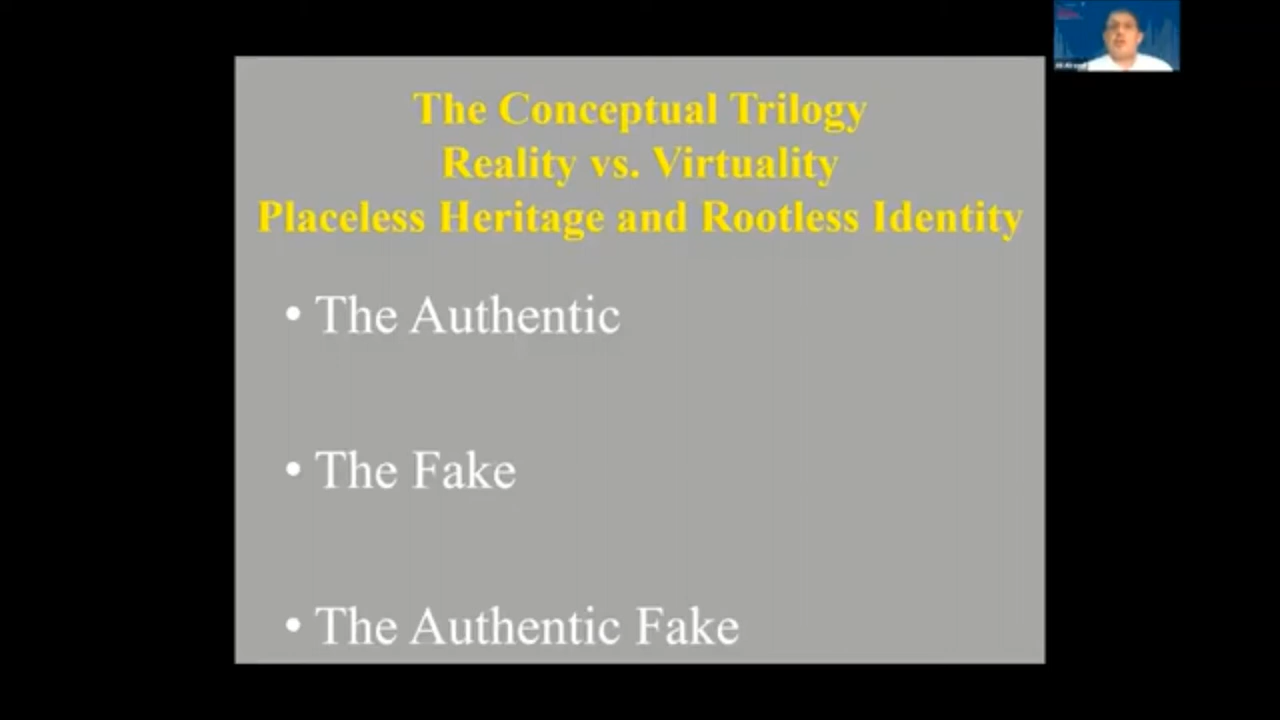 The Conceptual Trilogy
Reality vs. Virtuality
Placeless Heritage and Rootless Identity
• The Authentic
• The Fake
• The Authentic Fake